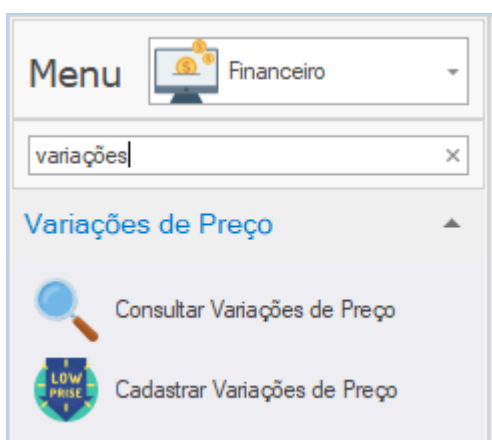 Menu Financeiro
variações
Variações de Preço
Consultar Variações de Preço
LOW
PRISE
Cadastrar Variações de Preço